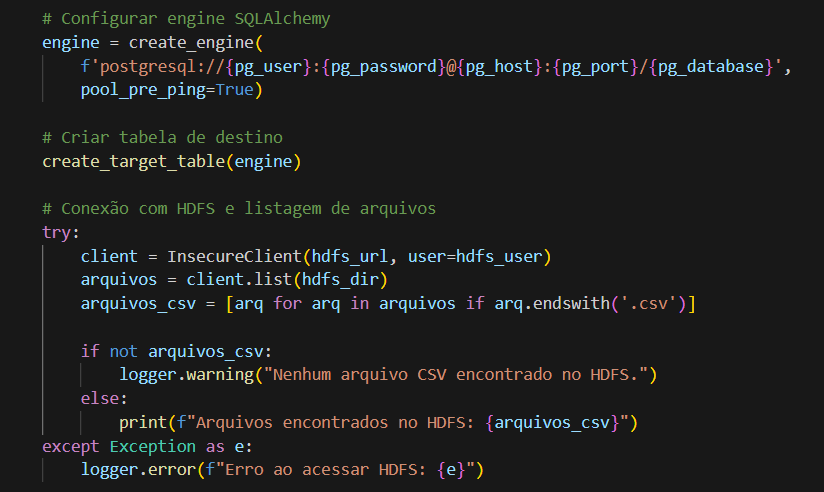 # Configurar engine SQLAlchemy
engine = create_engine(
    f'postgresql://{pg_user}:{pg_password}@{pg_host}:{pg_port}/{pg_database}',
    pool_pre_ping=True)

# Criar tabela de destino
create_target_table(engine)

# Conexão com HDFS e listagem de arquivos
try:
    client = InsecureClient(hdfs_url, user=hdfs_user)
    arquivos = client.list(hdfs_dir)
    arquivos_csv = [arq for arq in arquivos if arq.endswith('.csv')]

    if not arquivos_csv:
        logger.warning("Nenhum arquivo CSV encontrado no HDFS.")
    else:
        print(f"Arquivos encontrados no HDFS: {arquivos_csv}")
except Exception as e:
    logger.error(f"Erro ao acessar HDFS: {e}")